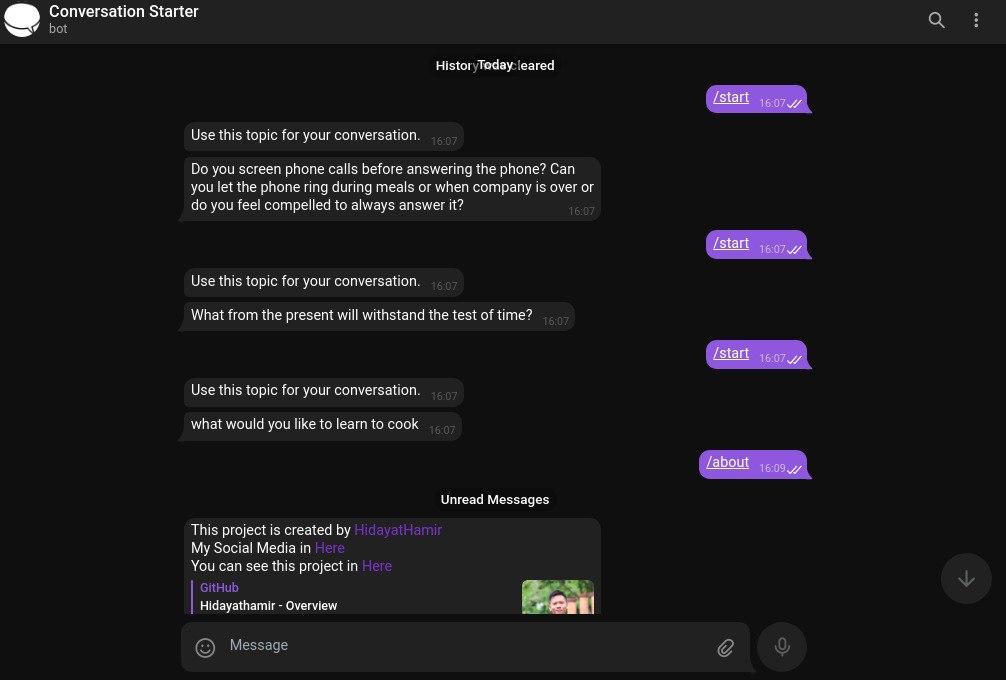 Conversation Starter
bot
Today
/start 16:07
Use this topic for your conversation. 16:07
Do you screen phone calls before answering the phone? Can
you let the phone ring during meals or when company is over or
do you feel compelled to always answer it? 16:07
/start 16:07
Use this topic for your conversation. 16:07
What from the present will withstand the test of time? 16:07
/start 16:07
Use this topic for your conversation. 16:07
what would you like to learn to cook 16:07
/about 16:09
Unread Messages
This project is created by HidayatHamir
My Social Media in Here
You can see this project in Here
GitHub
Hidayathamir - Overview
Message